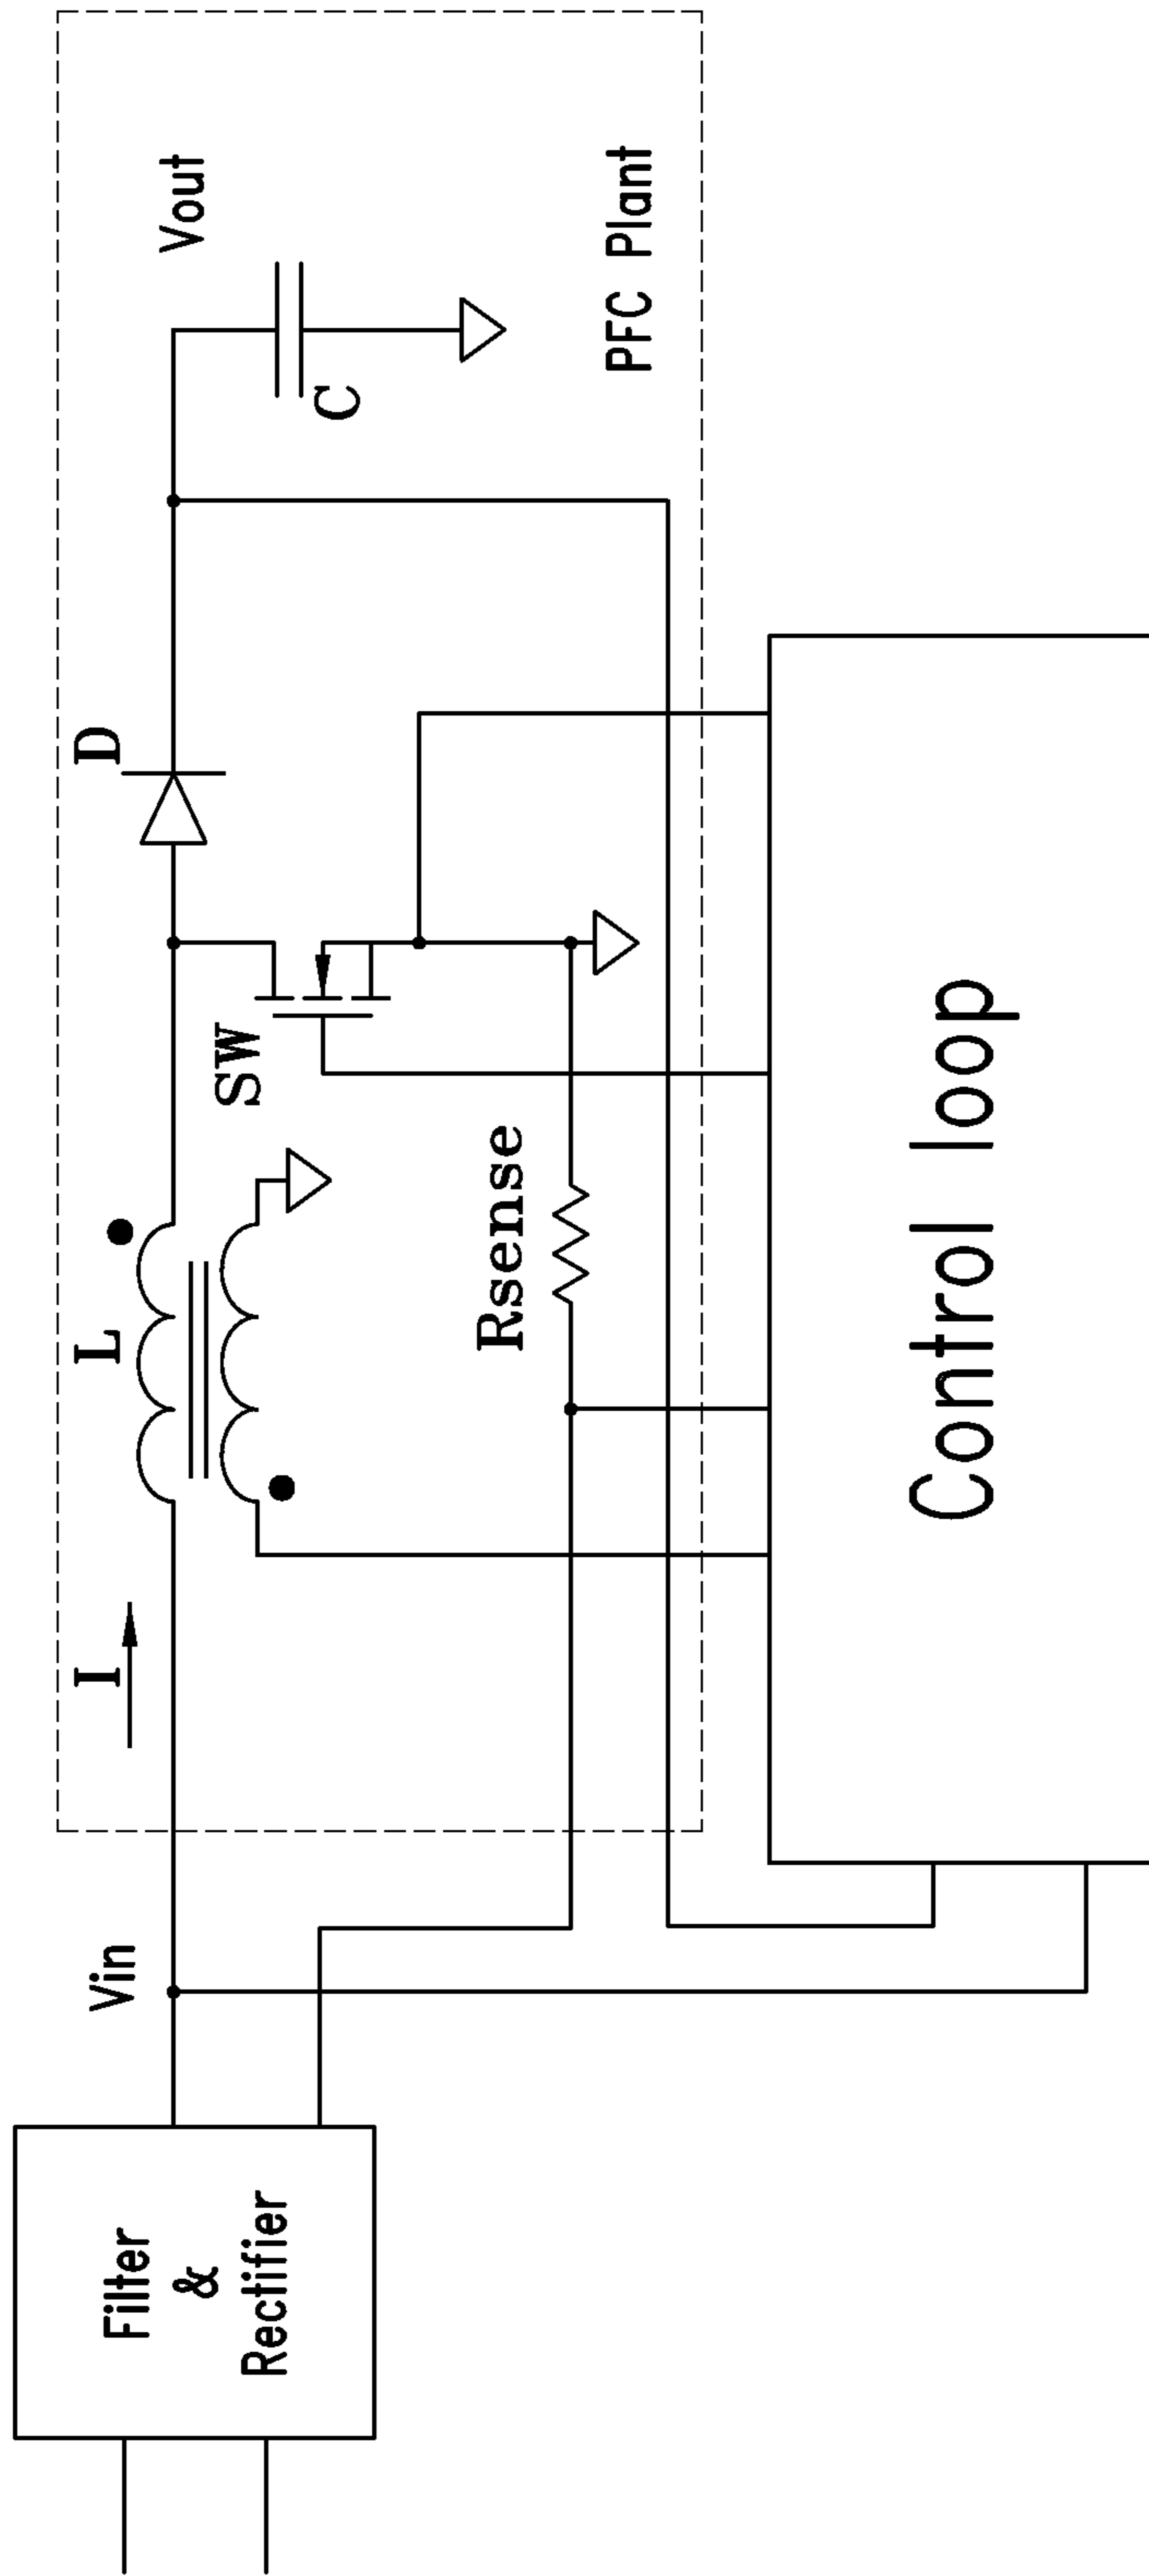 Filter
&
Rectifier
Vin
I
L
D
Vout
SW
C
Rsense
PFC Plant
Control loop